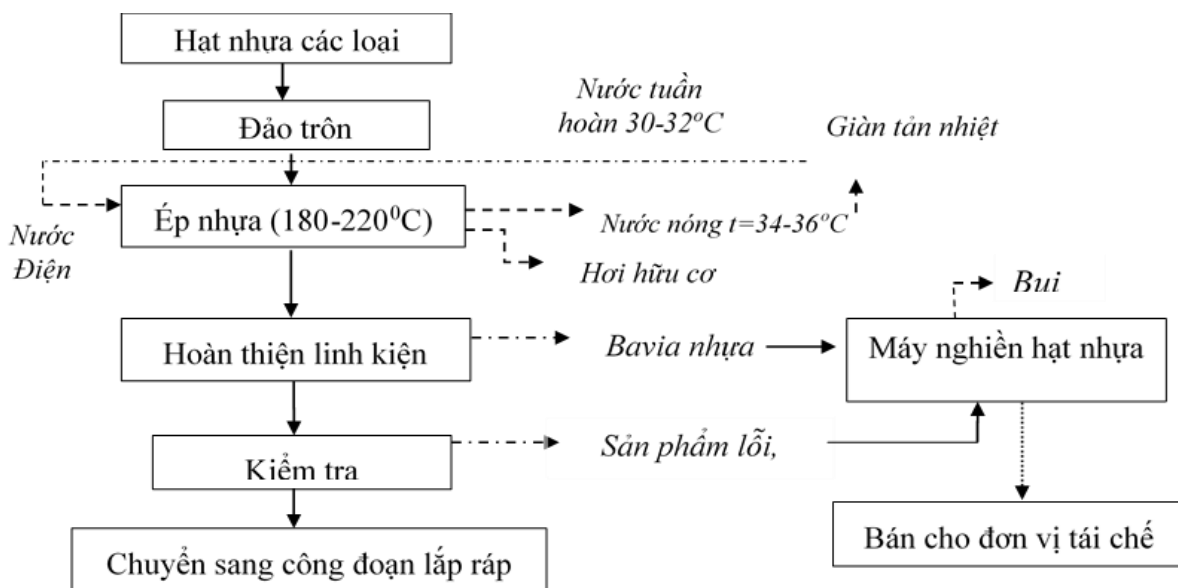 Hạt nhựa các loại
Nước tuần
hoàn 30-32°C
Giàn tản nhiệt
Đảo trôn
Ép nhựa (180-220⁰C)
Nước
Điện
Nước nóng t=34-36°C
Hơi hữu cơ
Bui
Hoàn thiện linh kiện
Bavia nhựa
Máy nghiền hạt nhựa
Kiểm tra
Sản phẩm lỗi,
Chuyển sang công đoạn lắp ráp
Bán cho đơn vị tái chế